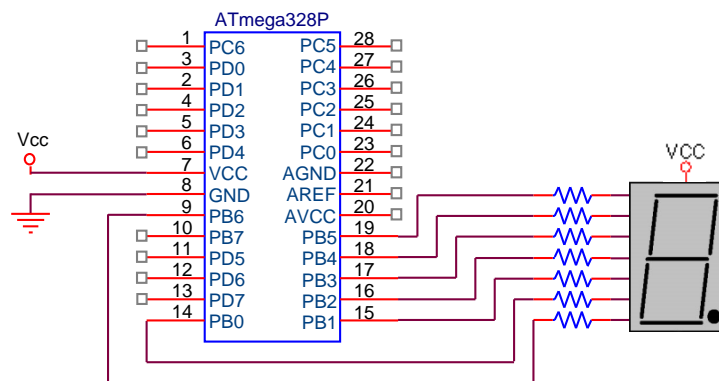 ATmega328P
1 PC6 PC5 28
3 PD0 PC4 27
2 PD1 PC3 26
4 PD2 PC2 25
5 PD3 PC1 24
6 PD4 PC0 23
Vcc
7 VCC AGND 22
8 GND AREF 21
9 PB6 AVCC 20
10 PB7 PB5 19
11 PD5 PB4 18
12 PD6 PB3 17
13 PD7 PB2 16
14 PB0 PB1 15
VCC